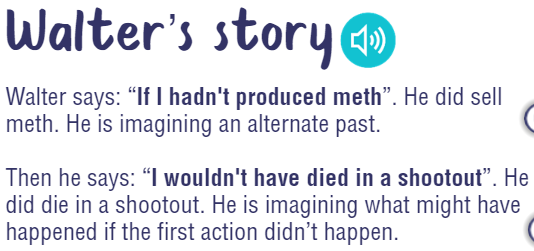 Walter's story
Walter says: “If I hadn't produced meth”. He did sell
meth. He is imagining an alternate past.
Then he says: “I wouldn't have died in a shootout”. He
did die in a shootout. He is imagining what might have
happened if the first action didn’t happen.